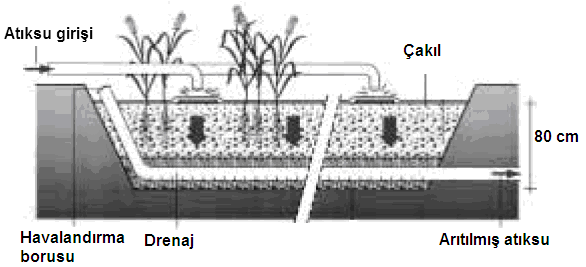 Atıksu girişi
Çakıl
80 cm
Havalandırma
borusu
Drenaj
Arıtılmış atıksu